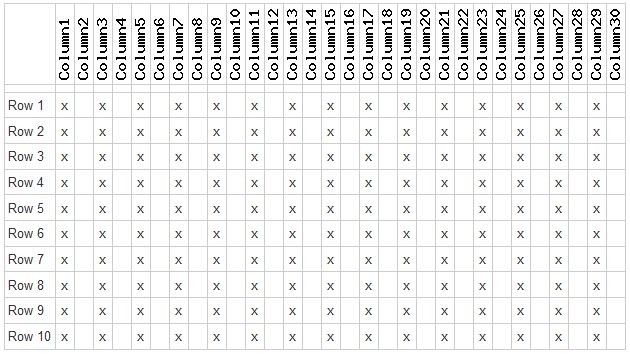 Column1 Column2 Column3 Column4 Column5 Column6 Column7 Column8 Column9 Column10 Column11 Column12 Column13 Column14 Column15 Column16 Column17 Column18 Column19 Column20 Column21 Column22 Column23 Column24 Column25 Column26 Column27 Column28 Column29 Column30
Row 1 x x x x x x x x x x x x x x x
Row 2 x x x x x x x x x x x x x x x
Row 3 x x x x x x x x x x x x x x x
Row 4 x x x x x x x x x x x x x x x
Row 5 x x x x x x x x x x x x x x x
Row 6 x x x x x x x x x x x x x x x
Row 7 x x x x x x x x x x x x x x x
Row 8 x x x x x x x x x x x x x x x
Row 9 x x x x x x x x x x x x x x x
Row 10 x x x x x x x x x x x x x x x